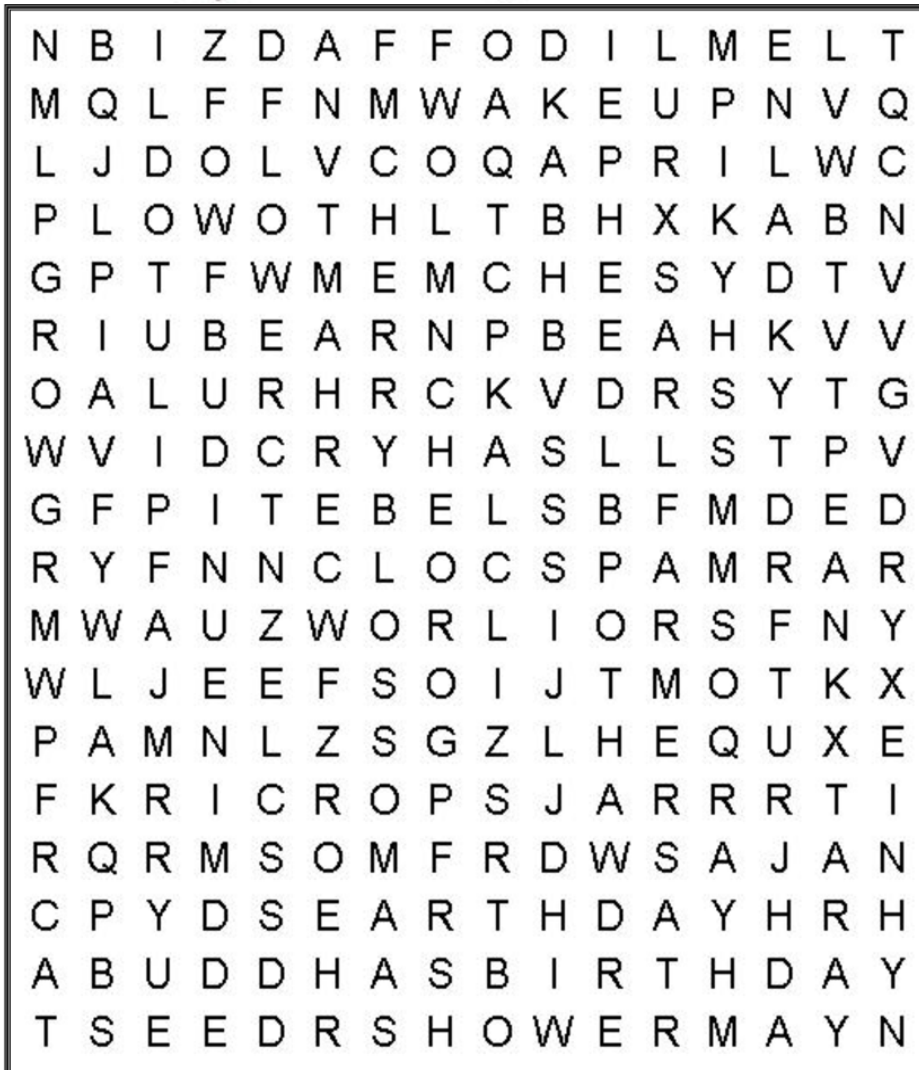 N B I Z D A F F O D I L M E L T
M Q L F F N M W A K E U P N V Q
L J D O L V C O Q A P R I L W C
P L O W O T H L T B H X K A B N
G P T F W M E M C H E S Y D T V
R I U B E A R N P B E A H K V V
O A L U R H R C K V D R S Y T G
W V I D C R Y H A S L L S T P V
G F P I T E B E L S B F M D E D
R Y F N N C L O C S P A M R A R
M W A U Z W O R L I O R S F N Y
W L J E E F S O I J T M O T K X
P A M N L Z S G Z L H E Q U X E
F K R I C R O P S J A R R R T I
R Q R M S O M F R D W S A J A N
C P Y D S E A R T H D A Y H R H
A B U D D H A S B I R T H D A Y
T S E E D R S H O W E R M A Y N